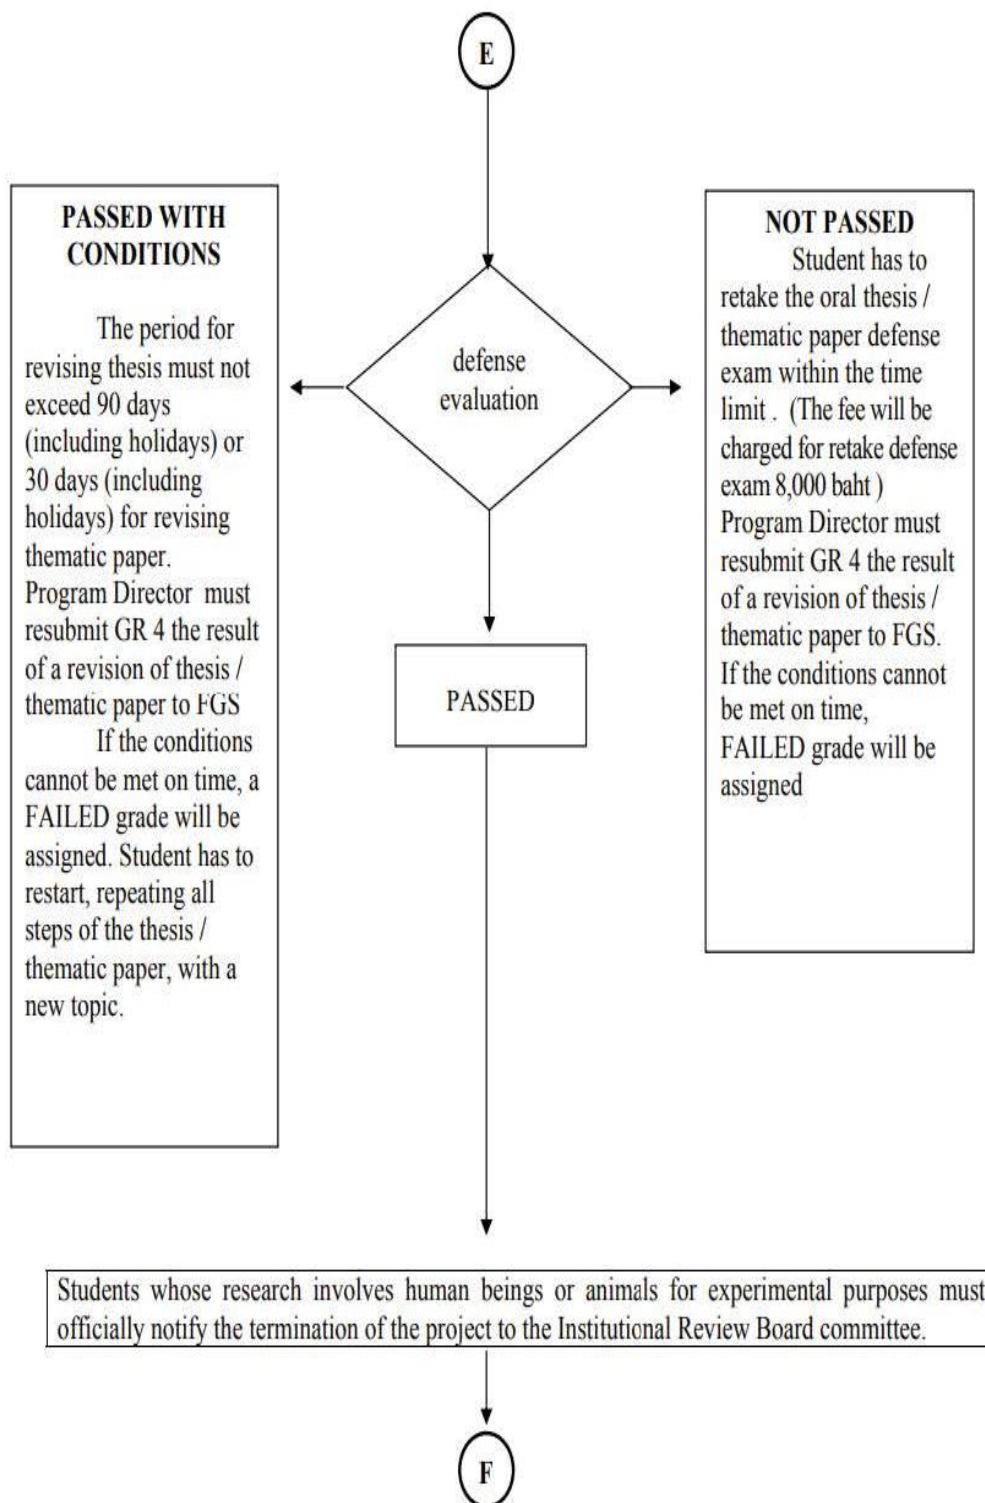 E
PASSED WITH
CONDITIONS
The period for
revising thesis must not
exceed 90 days
(including holidays) or
30 days (including
holidays) for revising
thematic paper.
Program Director must
resubmit GR 4 the result
of a revision of thesis /
thematic paper to FGS
If the conditions
cannot be met on time, a
FAILED grade will be
assigned. Student has to
restart, repeating all
steps of the thesis /
thematic paper, with a
new topic.
defense
evaluation
NOT PASSED
Student has to
retake the oral thesis /
thematic paper defense
exam within the time
limit . (The fee will be
charged for retake defense
exam 8,000 baht )
Program Director must
resubmit GR 4 the result
of a revision of thesis /
thematic paper to FGS.
If the conditions cannot
be met on time,
FAILED grade will be
assigned
PASSED
Students whose research involves human beings or animals for experimental purposes must
officially notify the termination of the project to the Institutional Review Board committee.
F